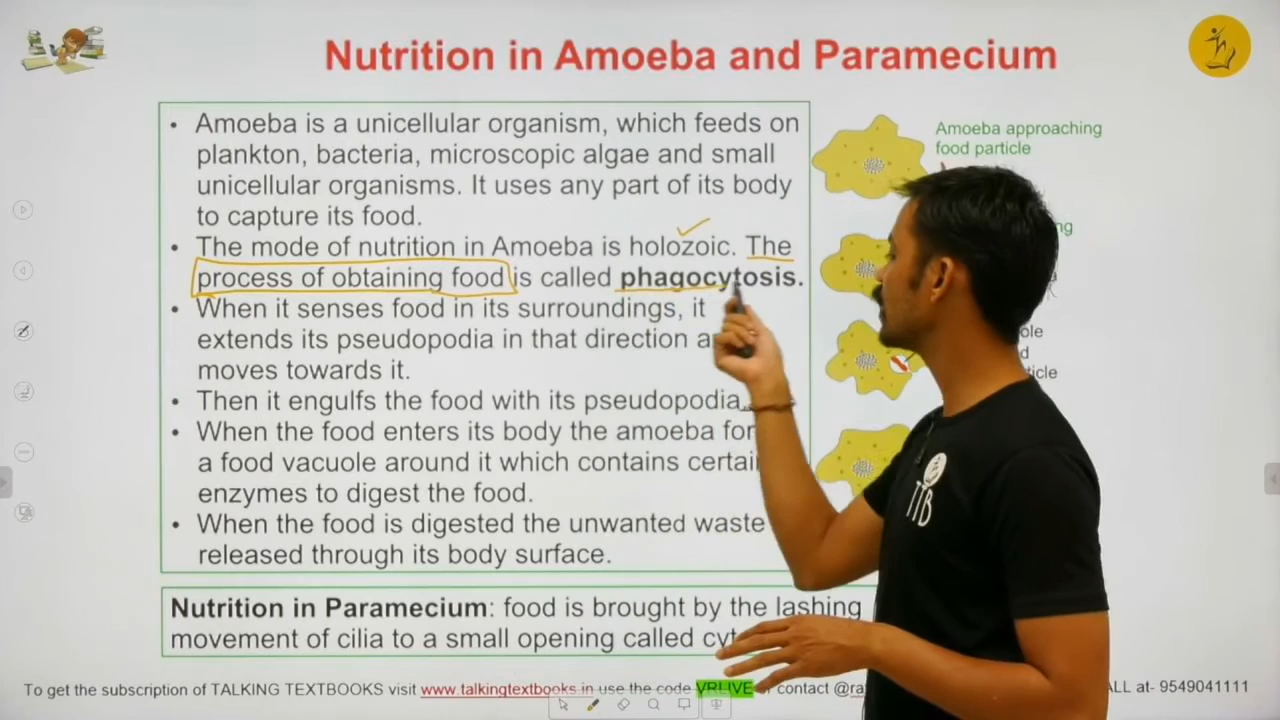 Nutrition in Amoeba and Paramecium
• Amoeba is a unicellular organism, which feeds on
plankton, bacteria, microscopic algae and small
unicellular organisms. It uses any part of its body
to capture its food.
• The mode of nutrition in Amoeba is holozoic. The
process of obtaining food is called phagocytosis.
• When it senses food in its surroundings, it
extends its pseudopodia in that direction
moves towards it.
• Then it engulfs the food with its pseudopodia.
• When the food enters its body the amoeba
a food vacuole around it which contains
enzymes to digest the food.
• When the food is digested the unwanted waste
released through its body surface.
Amoeba approaching
food particle
Nutrition in Paramecium: food is brought by the lashing
movement of cilia to a small opening called
TTB
To get the subscription of TALKING TEXTBOOKS visit www.talkingtextbooks.in use the code VRLIVE contact at- 9549041111